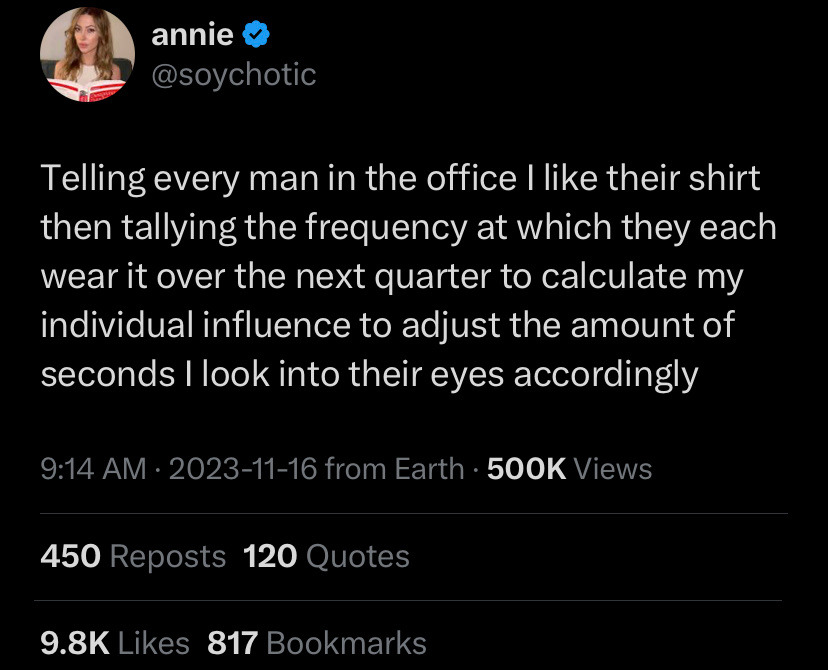 annie
@soychotic
Telling every man in the office I like their shirt
then tallying the frequency at which they each
wear it over the next quarter to calculate my
individual influence to adjust the amount of
seconds I look into their eyes accordingly
9:14 AM · 2023-11-16 from Earth · 500K Views
450 Reposts 120 Quotes
9.8K Likes 817 Bookmarks